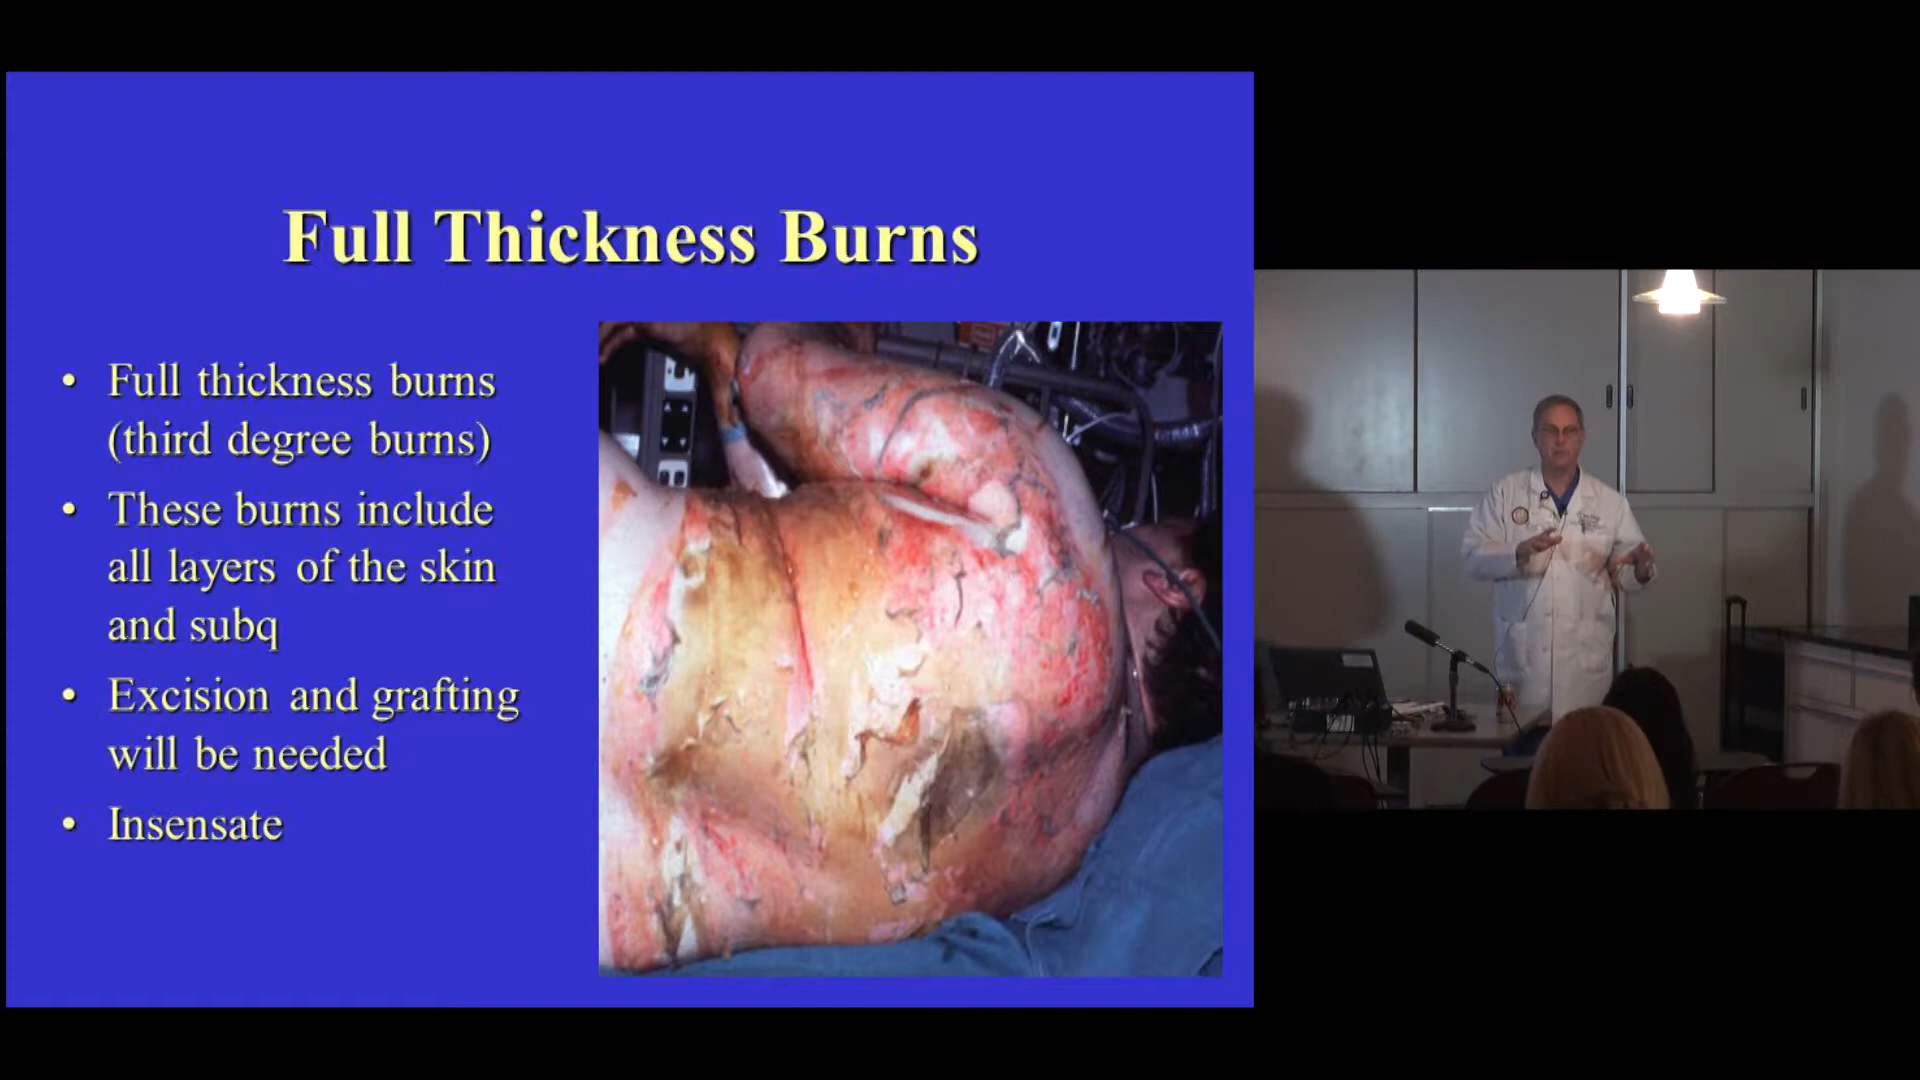 Full Thickness Burns
• Full thickness burns
(third degree burns)
• These burns include
all layers of the skin
and subq
• Excision and grafting
will be needed
• Insensate